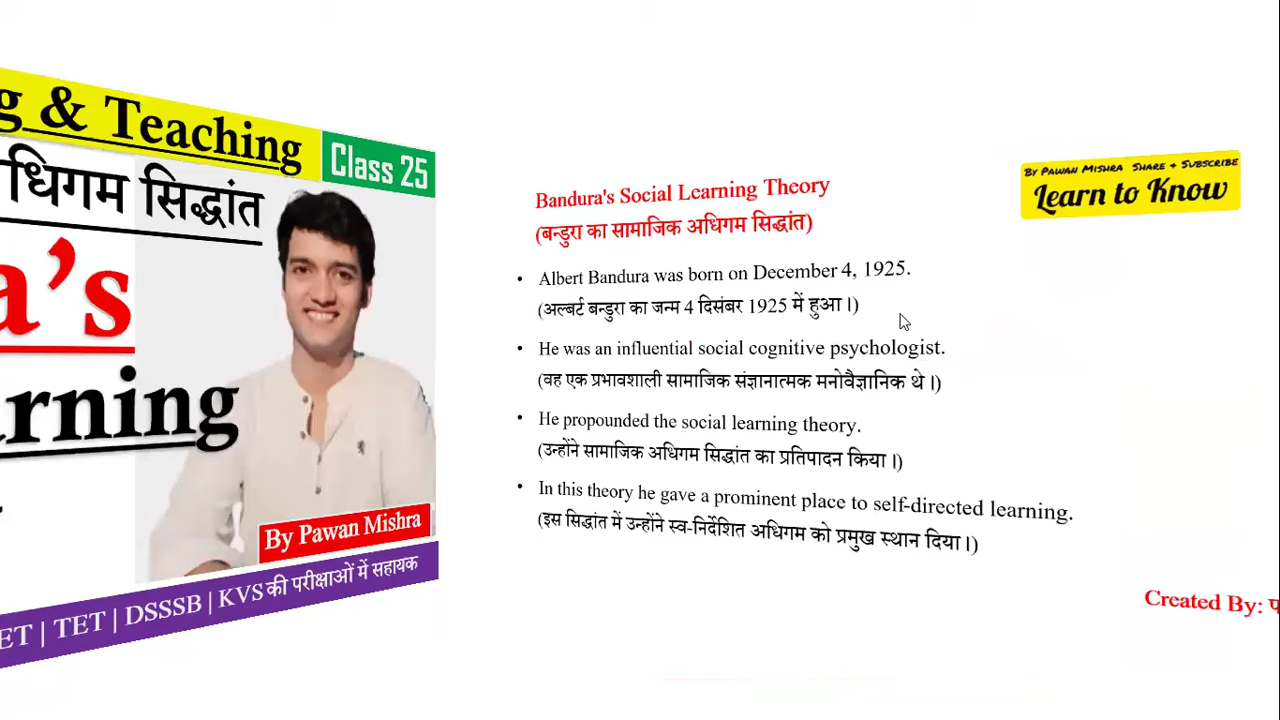 g & Teaching
Class 25
धिगम सिद्धांत
a's
arning
By Pawan Mishra
ET | TET | DSSSB | KVS की परीक्षाओं में सहायक
By Pawan Mishra Share & Subscribe
Learn to Know
Bandura's Social Learning Theory
(बन्डुरा का सामाजिक अधिगम सिद्धांत)
• Albert Bandura was born on December 4, 1925.
(अल्बर्ट बन्डुरा का जन्म 4 दिसंबर 1925 में हुआ।)
• He was an influential social cognitive psychologist.
(वह एक प्रभावशाली सामाजिक संज्ञानात्मक मनोवैज्ञानिक थे।)
• He propounded the social learning theory.
(उन्होंने सामाजिक अधिगम सिद्धांत का प्रतिपादन किया।)
• In this theory he gave a prominent place to self-directed learning.
(इस सिद्धांत में उन्होंने स्व-निर्देशित अधिगम को प्रमुख स्थान दिया।)
Created By: प